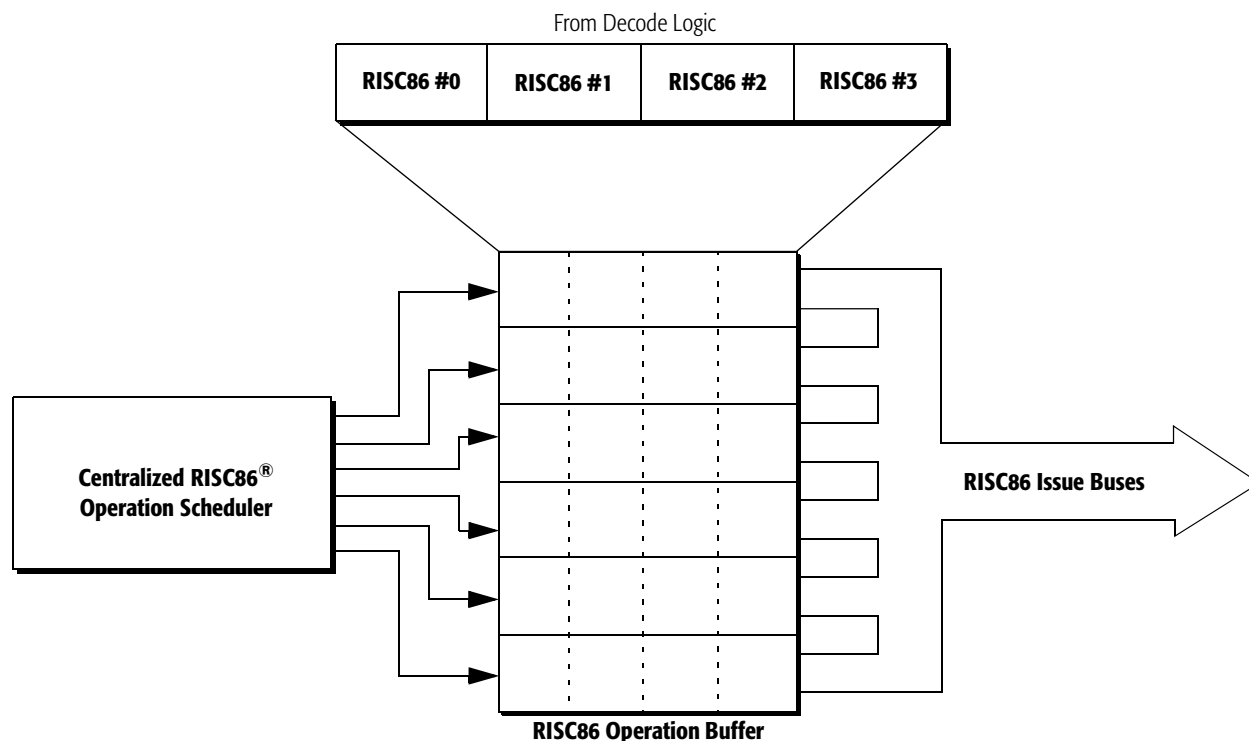 From Decode Logic
RISC86 #0
RISC86 #1
RISC86 #2
RISC86 #3
Centralized RISC86®
Operation Scheduler
RISC86 Issue Buses
RISC86 Operation Buffer